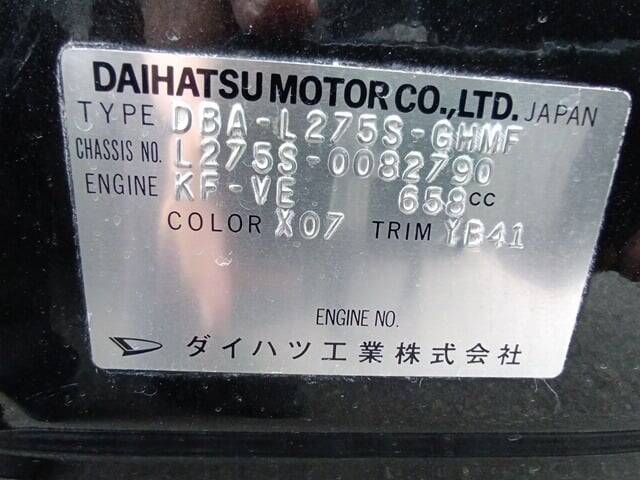 DAIHATSU MOTOR CO.,LTD. JAPAN
TYPE DBA-L275S-GHMF
CHASSIS NO. L275S-0082790
ENGINE KF-VE 658CC
COLOR X07 TRIM YB41
ENGINE NO.
ダイハツ工業株式会社